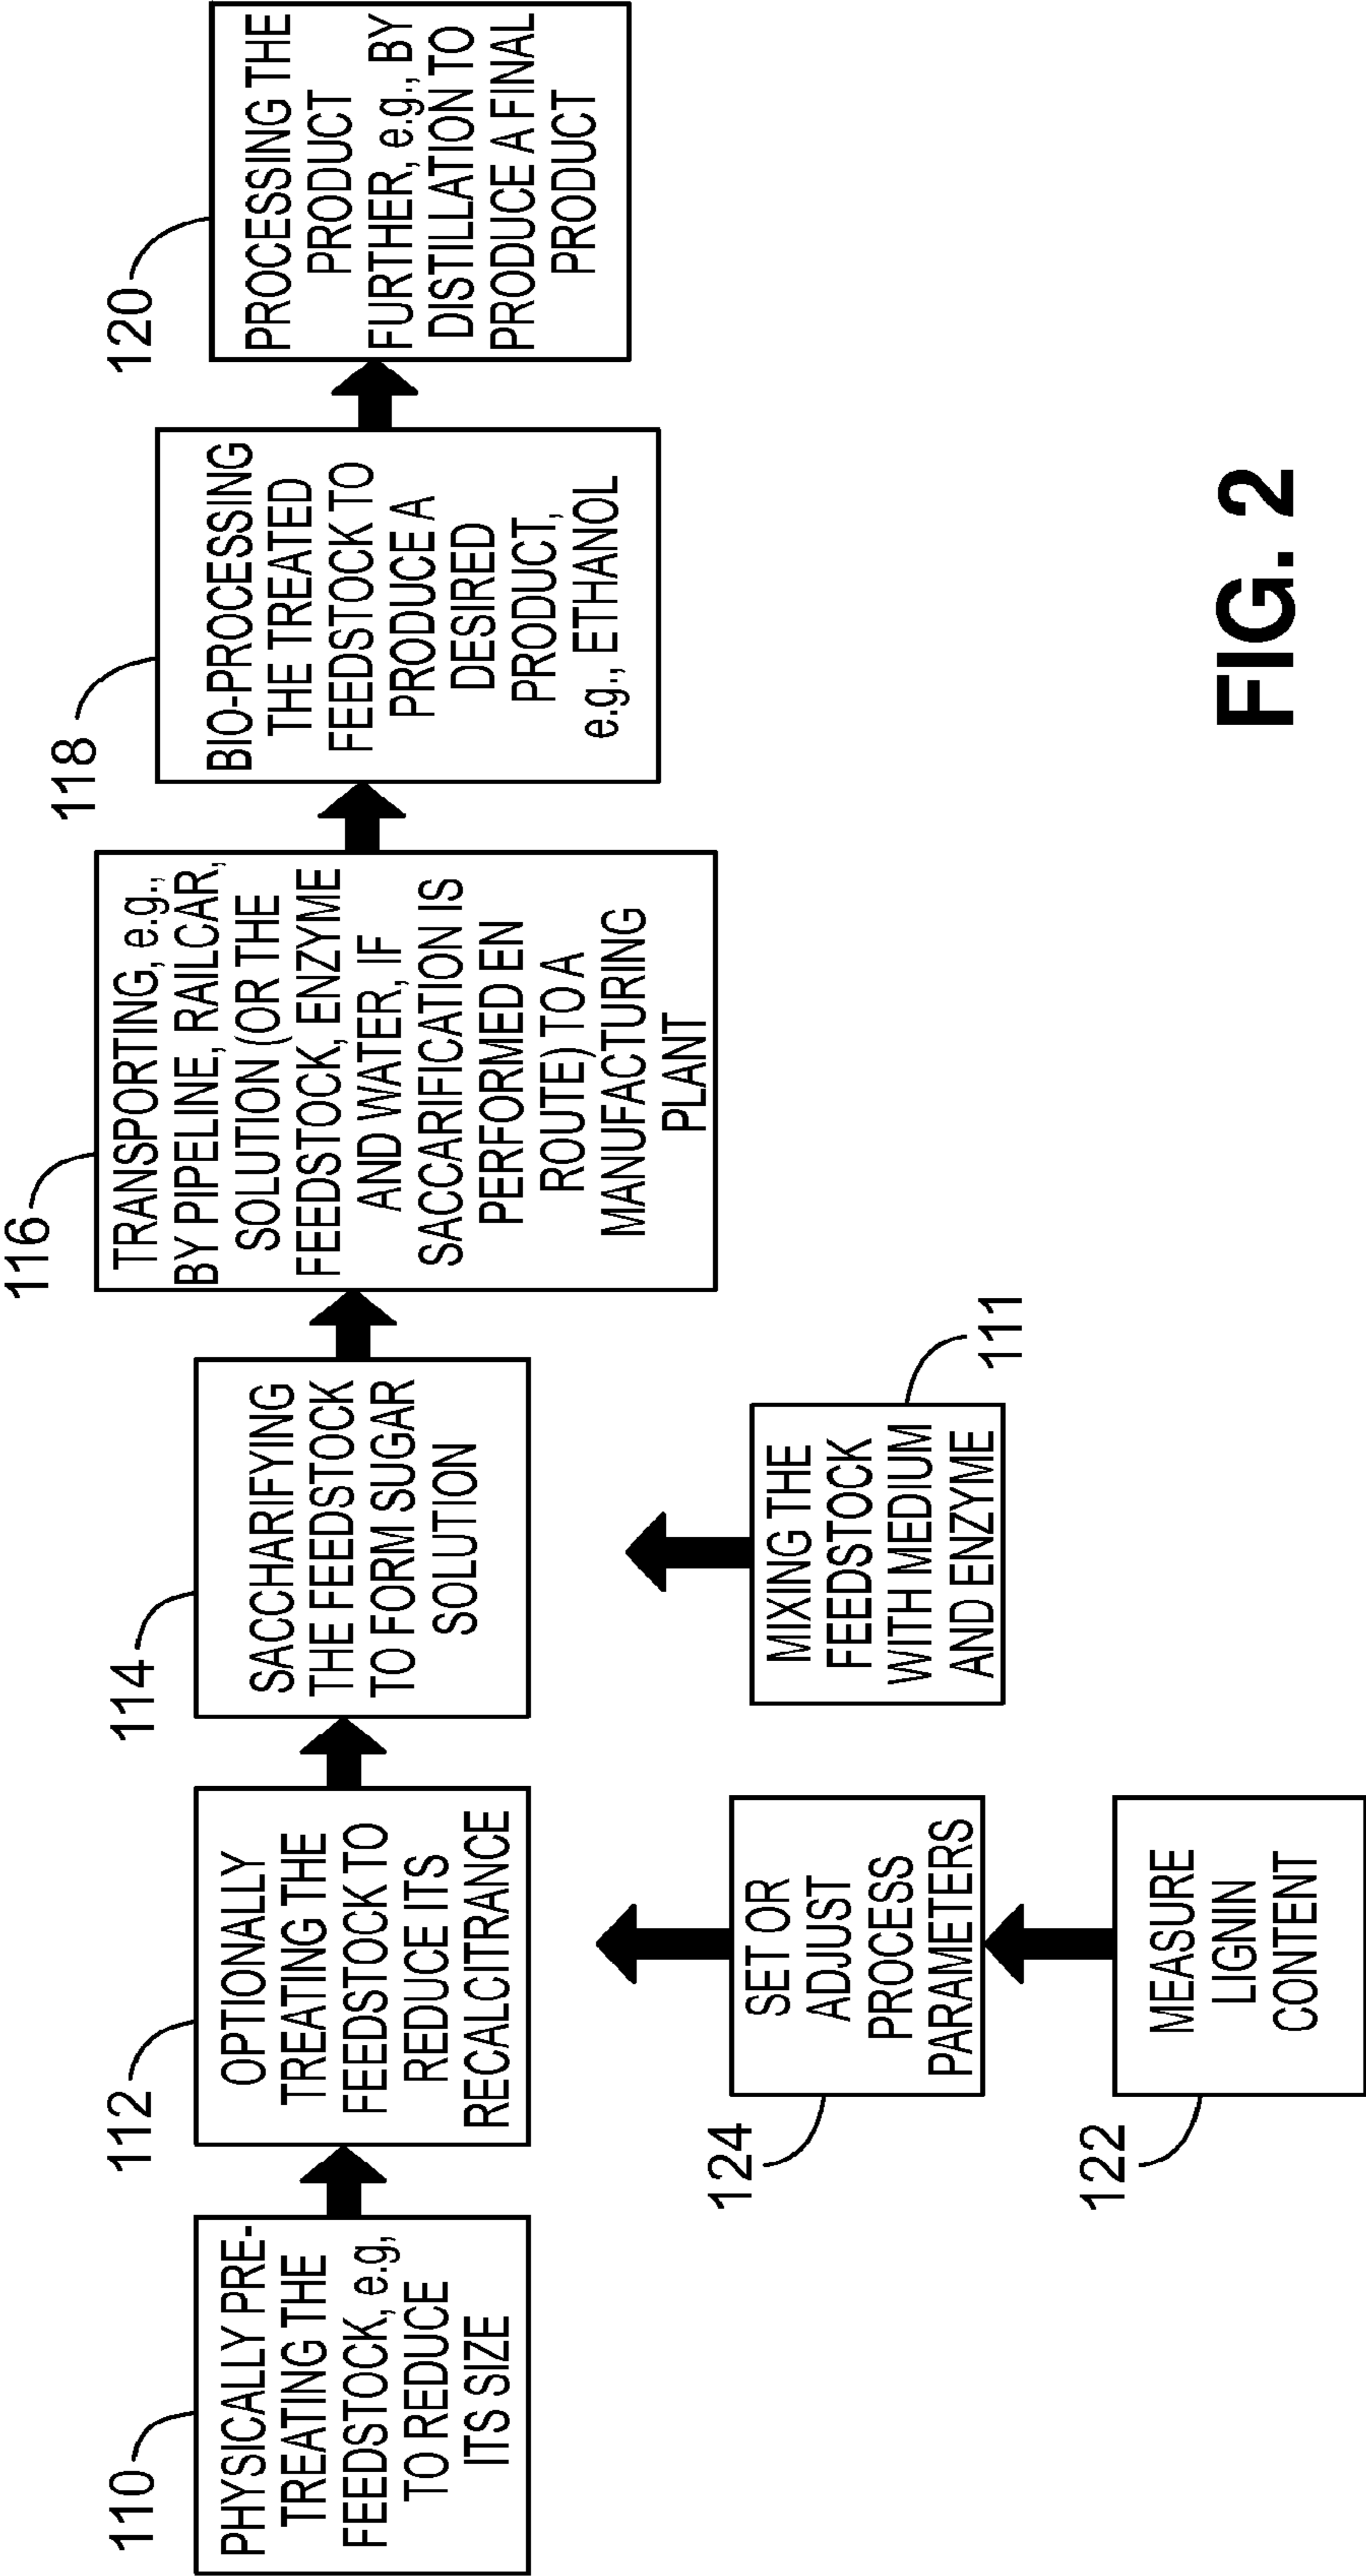 110
PHYSICALLY PRE-
TREATING THE
FEEDSTOCK, e.g,
TO REDUCE
ITS SIZE
112
OPTIONALLY
TREATING THE
FEEDSTOCK TO
REDUCE ITS
RECALCITRANCE
114
SACCHARIFYING
THE FEEDSTOCK
TO FORM SUGAR
SOLUTION
116
TRANSPORTING, e.g.,
BY PIPELINE, RAILCAR,
SOLUTION (OR THE
FEEDSTOCK, ENZYME
AND WATER, IF
SACCARIFICATION IS
PERFORMED EN
ROUTE) TO A
MANUFACTURING
PLANT
118
BIO-PROCESSING
THE TREATED
FEEDSTOCK TO
PRODUCE A
DESIRED
PRODUCT,
e.g., ETHANOL
120
PROCESSING THE
PRODUCT
FURTHER, e.g., BY
DISTILLATION TO
PRODUCE A FINAL
PRODUCT
124
SET OR
ADJUST
PROCESS
PARAMETERS
122
MEASURE
LIGNIN
CONTENT
MIXING THE
FEEDSTOCK
WITH MEDIUM
AND ENZYME
111
FIG. 2